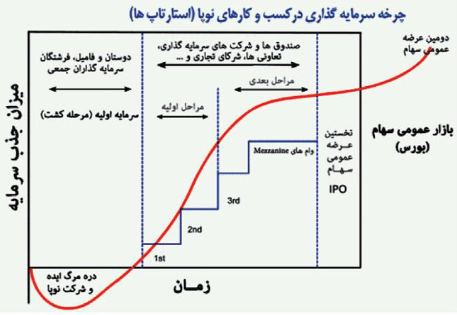 چرخه سرمایه گذاری درکسب و کارهای نوپا (استارتاپ ها)
دومین عرضه
عمومی سهام
صندوق ها و شرکت های سرمایه گذاری،
تعاونی ها، شرکای تجاری و ...
دوستان و فامیل، فرشتگان
سرمایه گذاران جمعی
مراحل بعدی
مراحل اولیه
سرمایه اولیه (مرحله کشت)
میزان جذب سرمایه
بازار عمومی سهام
(بورس)
نخستین
عرضه
عمومی
سهام
IPO
وام های Mezzanine
3rd
2nd
1st
زمان
دره مرگ ایده
و شرکت نوپا